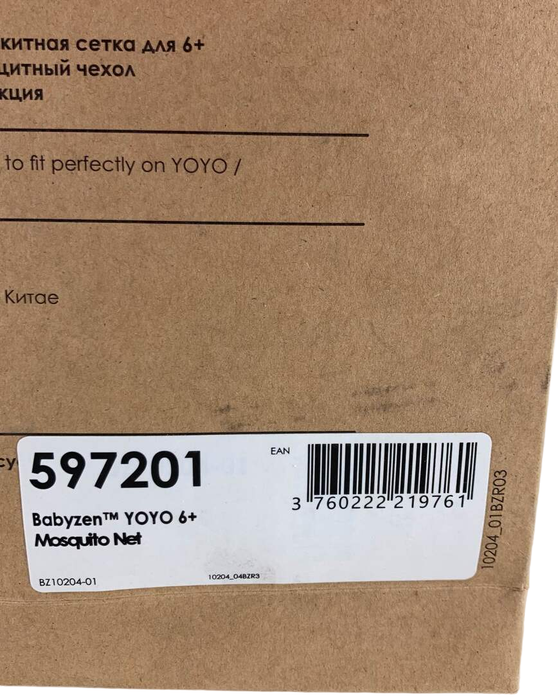 китная сетка для 6+
щитный чехол
кция
to fit perfectly on YOYO /
Китае
cy
597201
EAN
3 760222 219761
Babyzen™ YOYO 6+
Mosquito Net
BZ10204-01
10204_04BZR3
10204_01BZR03